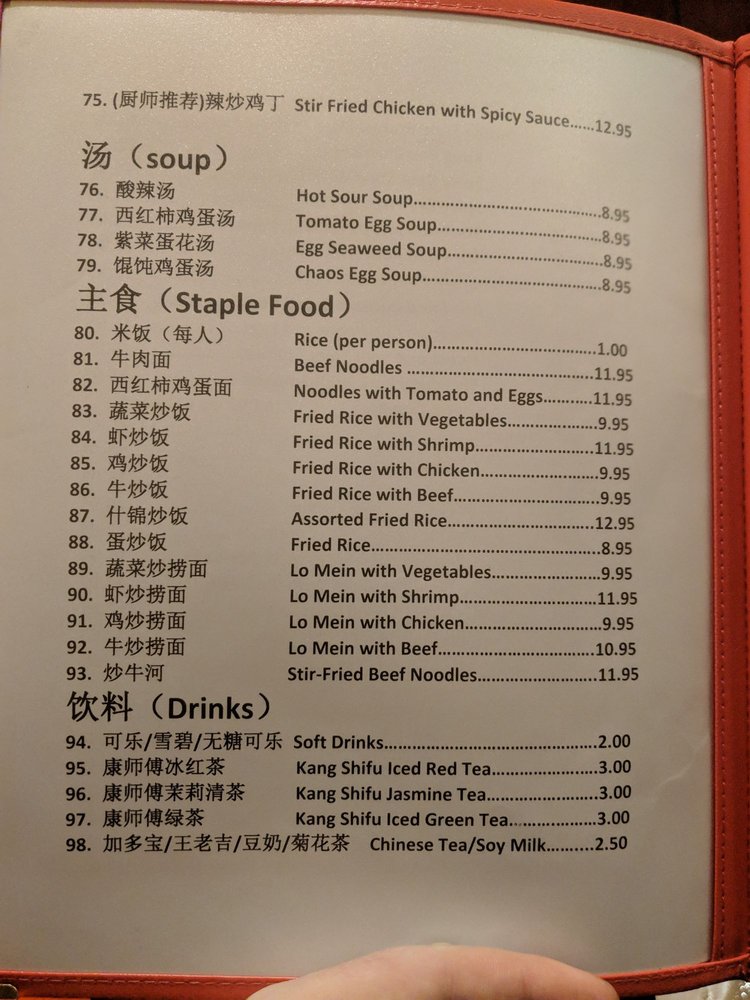 75. (厨师推荐)辣炒鸡丁 Stir Fried Chicken with Spicy Sauce......12.95
汤（soup）
76. 酸辣汤 Hot Sour Soup...............................8.95
77. 西红柿鸡蛋汤 Tomato Egg Soup...........................8.95
78. 紫菜蛋花汤 Egg Seaweed Soup.........................8.95
79. 馄饨鸡蛋汤 Chaos Egg Soup.............................8.95
主食（Staple Food）
80. 米饭（每人） Rice (per person)...........................1.00
81. 牛肉面 Beef Noodles ..............................11.95
82. 西红柿鸡蛋面 Noodles with Tomato and Eggs.........11.95
83. 蔬菜炒饭 Fried Rice with Vegetables...............9.95
84. 虾炒饭 Fried Rice with Shrimp...................11.95
85. 鸡炒饭 Fried Rice with Chicken...................9.95
86. 牛炒饭 Fried Rice with Beef........................9.95
87. 什锦炒饭 Assorted Fried Rice........................12.95
88. 蛋炒饭 Fried Rice......................................8.95
89. 蔬菜炒捞面 Lo Mein with Vegetables..................9.95
90. 虾炒捞面 Lo Mein with Shrimp......................11.95
91. 鸡炒捞面 Lo Mein with Chicken......................9.95
92. 牛炒捞面 Lo Mein with Beef..........................10.95
93. 炒牛河 Stir-Fried Beef Noodles....................11.95
饮料（Drinks）
94. 可乐/雪碧/无糖可乐 Soft Drinks...................................2.00
95. 康师傅冰红茶 Kang Shifu Iced Red Tea.................3.00
96. 康师傅茉莉清茶 Kang Shifu Jasmine Tea..................3.00
97. 康师傅绿茶 Kang Shifu Iced Green Tea..............3.00
98. 加多宝/王老吉/豆奶/菊花茶 Chinese Tea/Soy Milk.........2.50